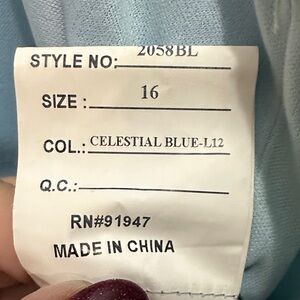 STYLE NO: 2058BL
SIZE : 16
COL.: CELESTIAL BLUE-L12
Q.C.:
RN#91947
MADE IN CHINA